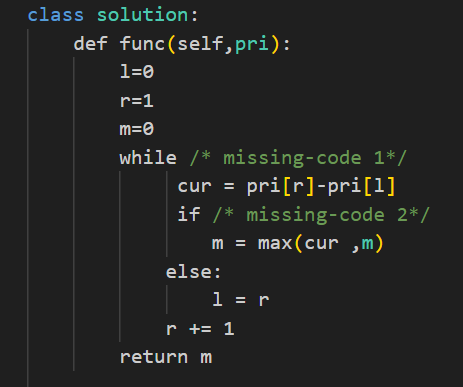 class solution:
    def func(self,pri):
        l=0
        r=1
        m=0
        while /* missing-code 1*/
             cur = pri[r]-pri[l]
             if /* missing-code 2*/
                m = max(cur ,m)
            else:
                l = r
            r += 1
        return m